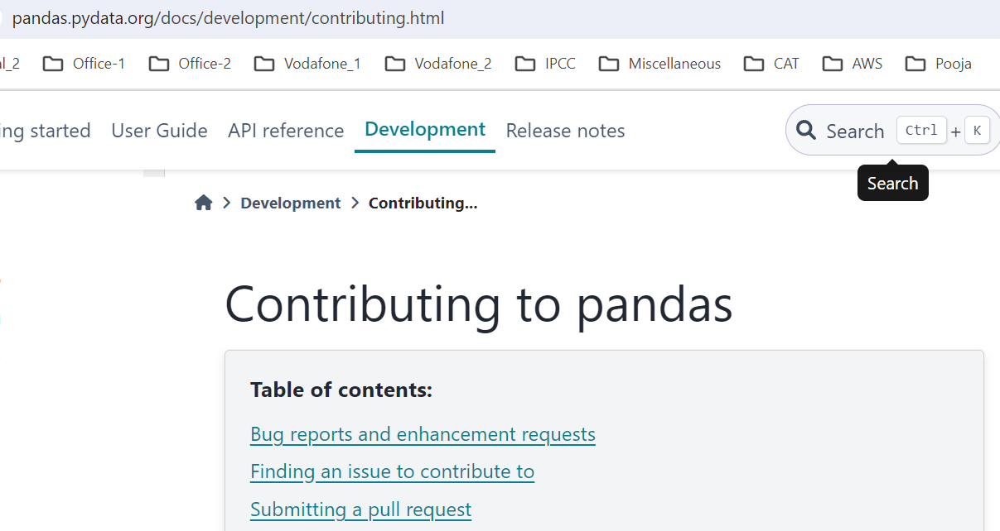 pandas.pydata.org/docs/development/contributing.html
al_2 Office-1 Office-2 Vodafone_1 Vodafone_2 IPCC Miscellaneous CAT AWS Pooja
ing started User Guide API reference Development Release notes Search Ctrl + K
Search
Development Contributing...
Contributing to pandas
Table of contents:
Bug reports and enhancement requests
Finding an issue to contribute to
Submitting a pull request